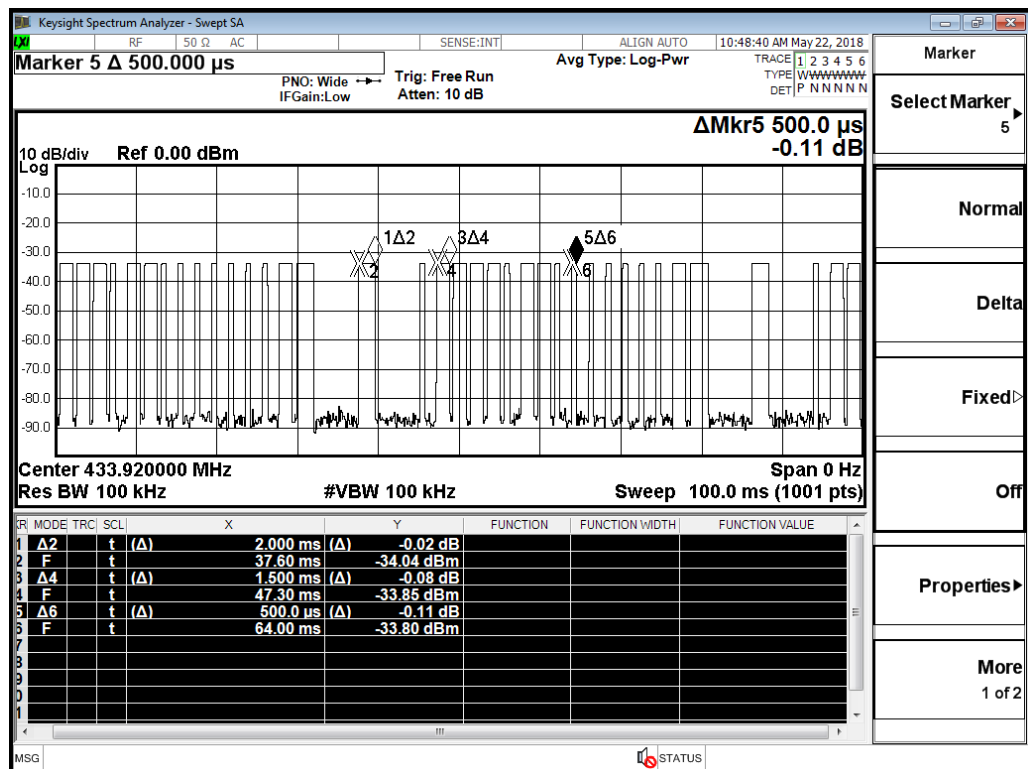 Keysight Spectrum Analyzer - Swept SA
LXI RF 50 Ω AC SENSE:INT ALIGN AUTO 10:48:40 AM May 22, 2018
Marker 5 Δ 500.000 µs
PNO: Wide
IFGain:Low
Trig: Free Run
Atten: 10 dB
Avg Type: Log-Pwr
TRACE 1 2 3 4 5 6
TYPE WWWWWW
DET P N N N N N
ΔMkr5 500.0 µs
-0.11 dB
10 dB/div Ref 0.00 dBm
Log
-10.0
-20.0
-30.0
-40.0
-50.0
-60.0
-70.0
-80.0
-90.0
1Δ2 3Δ4 5Δ6
2 4 6
Center 433.920000 MHz Span 0 Hz
Res BW 100 kHz #VBW 100 kHz Sweep 100.0 ms (1001 pts)
MODE TRC SCL X Y FUNCTION FUNCTION WIDTH FUNCTION VALUE
1 Δ2 t (Δ) 2.000 ms (Δ) -0.02 dB
2 F t 37.60 ms -34.04 dBm
3 Δ4 t (Δ) 1.500 ms (Δ) -0.08 dB
4 F t 47.30 ms -33.85 dBm
5 Δ6 t (Δ) 500.0 µs (Δ) -0.11 dB
6 F t 64.00 ms -33.80 dBm
7
8
9
0
1
MSG STATUS
Marker
Select Marker
5
Normal
Delta
Fixed
Off
Properties
More
1 of 2